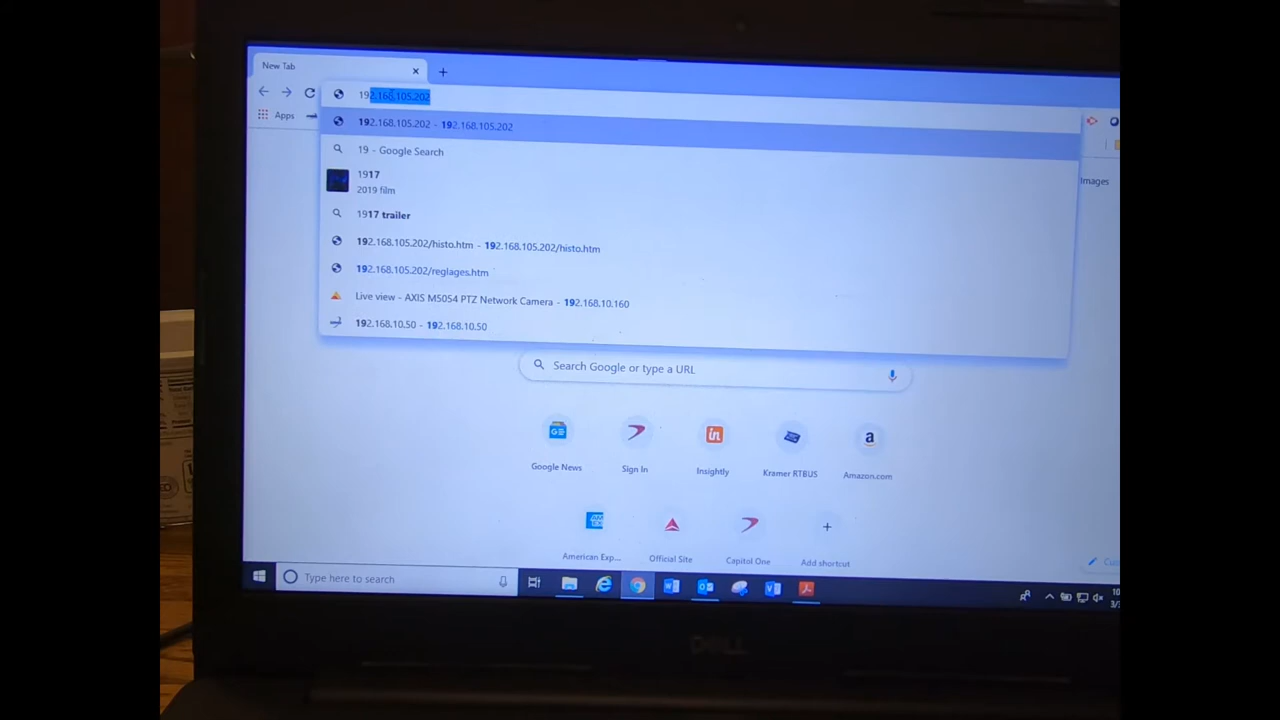 New Tab
192.168.105.202
Apps
192.168.105.202 - 192.168.105.202
19 - Google Search
1917
2019 film
Images
1917 trailer
192.168.105.202/histo.htm - 192.168.105.202/histo.htm
192.168.105.202/reglages.htm
Live view - AXIS M5054 PTZ Network Camera - 192.168.10.160
192.168.10.50 - 192.168.10.50
Search Google or type a URL
Google News
Sign In
Insightly
Kramer RTBUS
Amazon.com
American Exp...
Official Site
Capitol One
Add shortcut
Type here to search
DELL